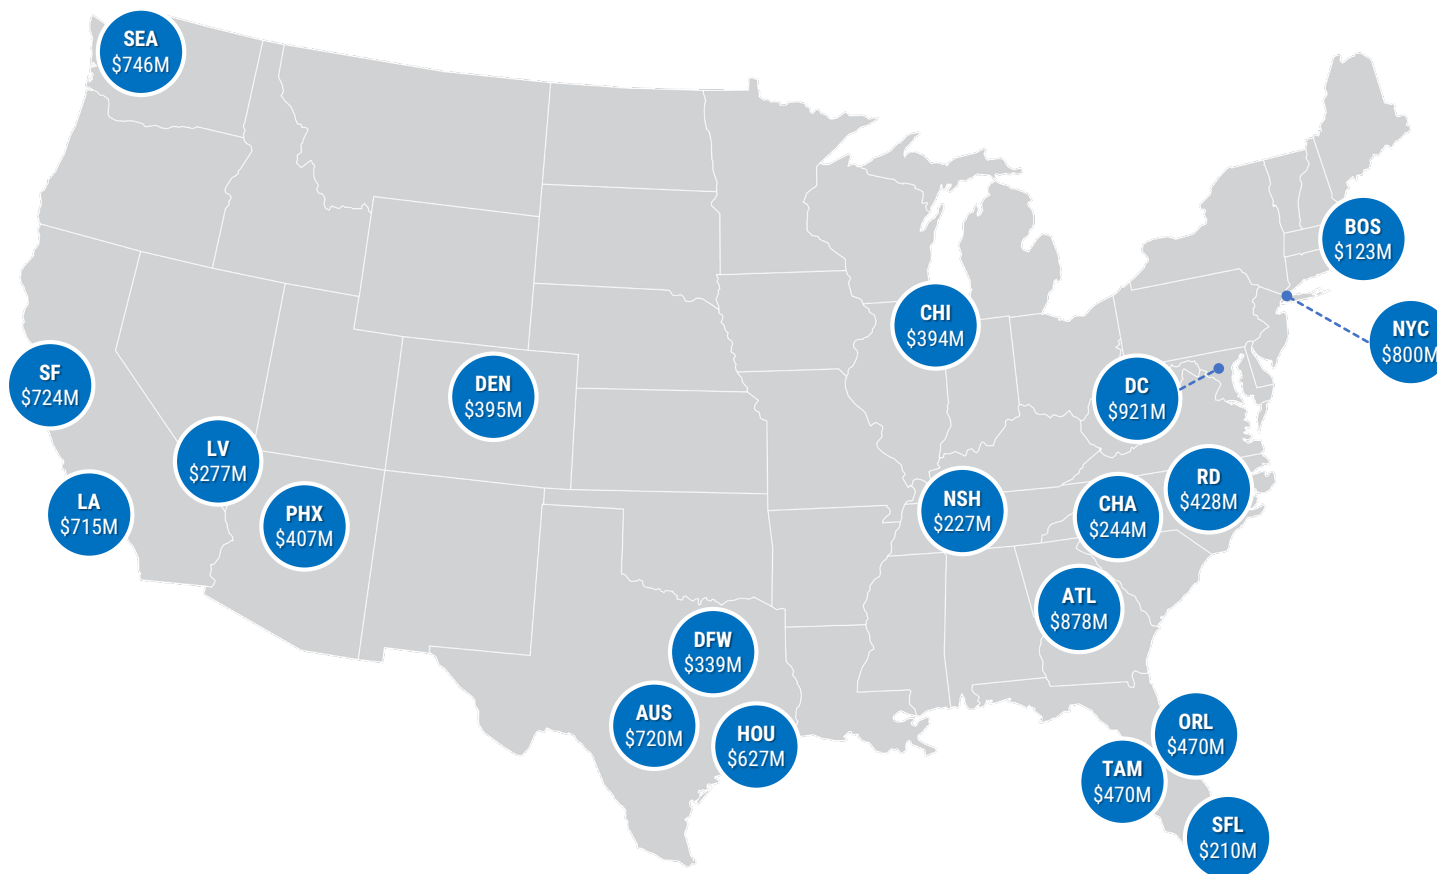 SEA
$746M
BOS
$123M
CHI
$394M
NYC
$800M
SF
$724M
DEN
$395M
DC
$921M
LV
$277M
RD
$428M
LA
$715M
PHX
$407M
NSH
$227M
CHA
$244M
ATL
$878M
DFW
$339M
AUS
$720M
HOU
$627M
ORL
$470M
TAM
$470M
SFL
$210M